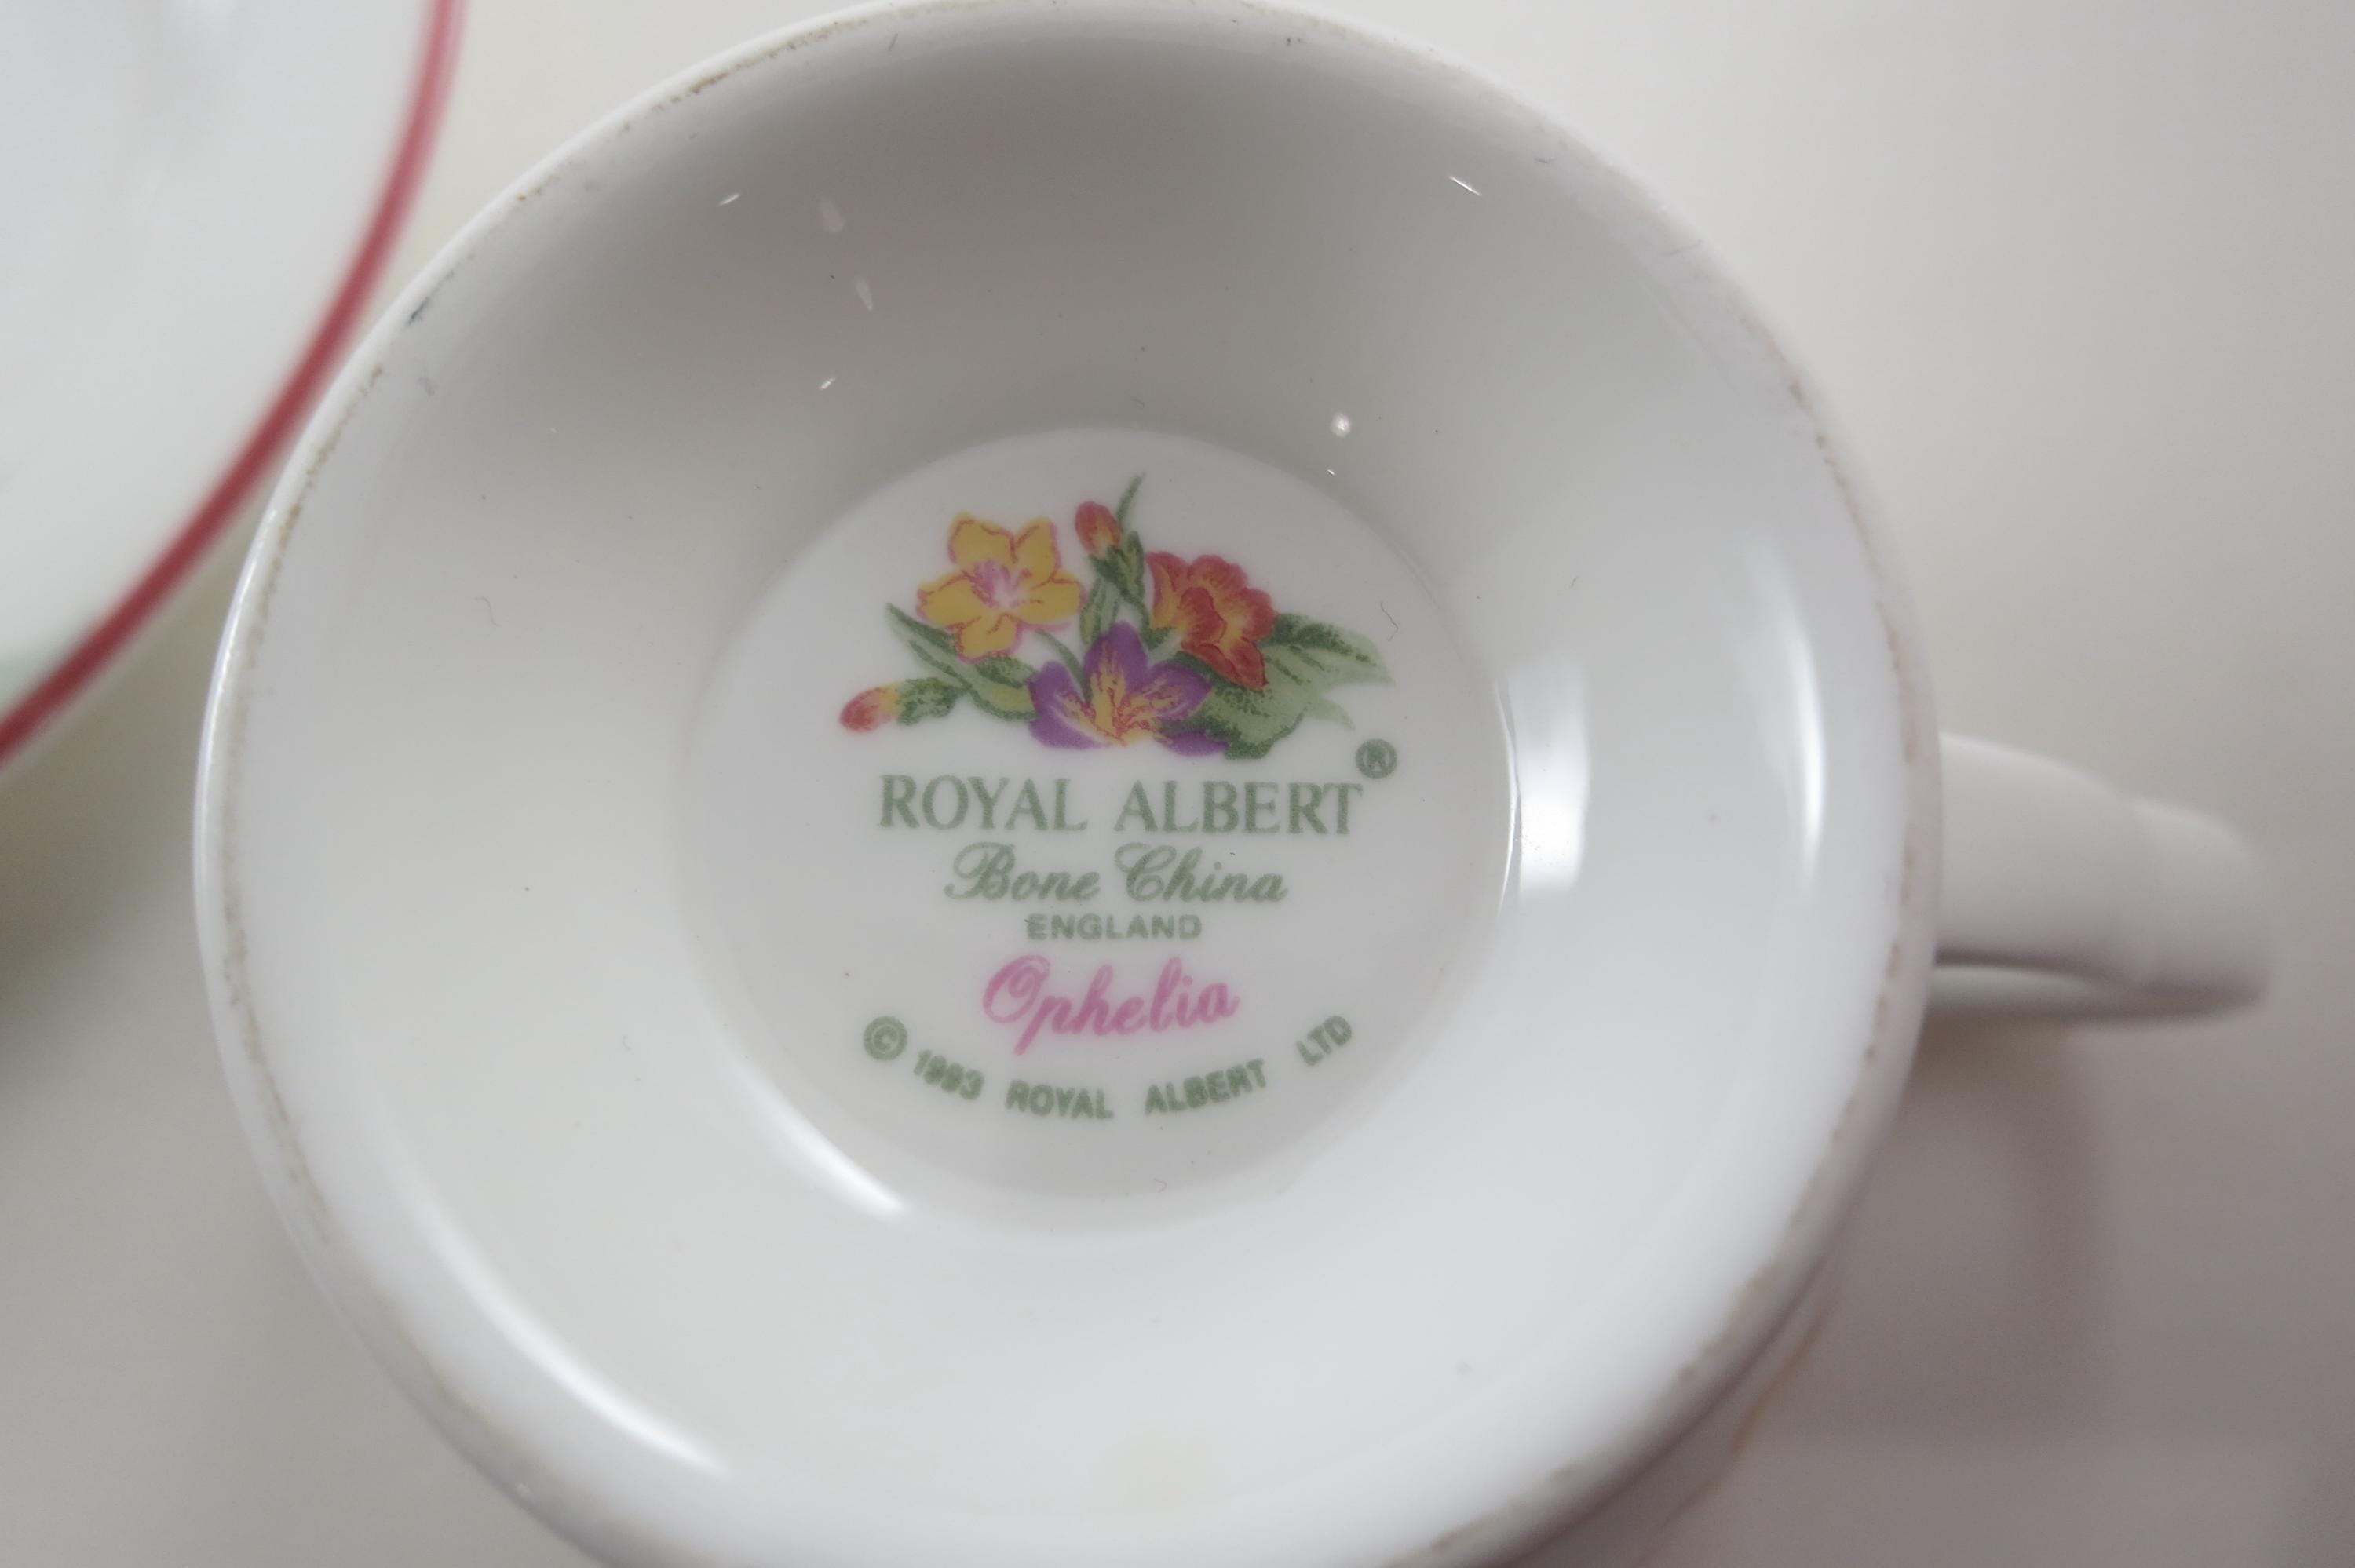 ROYAL ALBERT®
Bone China
ENGLAND
Ophelia
© 1993 ROYAL ALBERT LTD